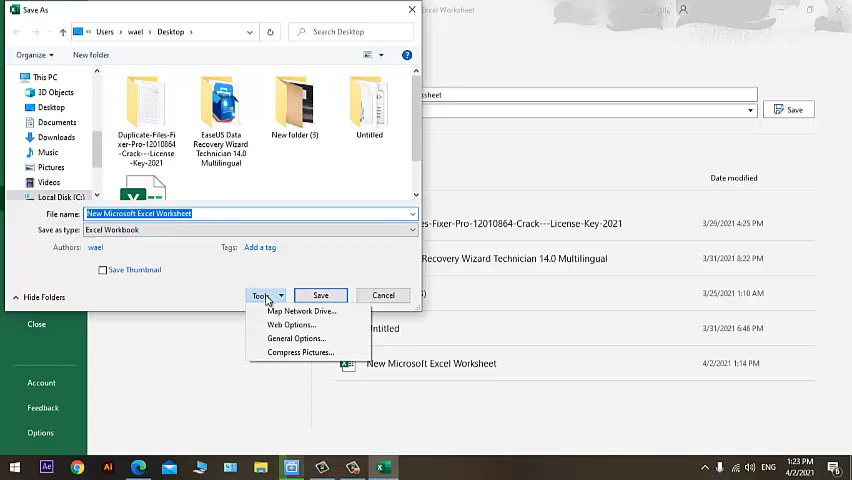 Save As
Excel Worksheet
Users
wael
Desktop
Search Desktop
Organize
New folder
This PC
3D Objects
Desktop
Documents
Downloads
Music
Pictures
Videos
Local Disk (C:)
Duplicate-Files-Fi
xer-Pro-12010864
-Crack---License
-Key-2021
EaseUS Data
Recovery Wizard
Technician 14.0
Multilingual
New folder (3)
Untitled
File name:
New Microsoft Excel Worksheet
Save as type:
Excel Workbook
Authors:
wael
Tags:
Add a tag
Save Thumbnail
Hide Folders
Save
Cancel
Map Network Drive...
Web Options...
General Options...
Compress Pictures...
Close
Account
Feedback
Options
ksheet
Save
Date modified
es-Fixer-Pro-12010864-Crack---License-Key-2021
3/29/2021 4:25 PM
Recovery Wizard Technician 14.0 Multilingual
3/31/2021 8:22 PM
3)
3/25/2021 1:10 AM
Untitled
3/31/2021 6:46 PM
New Microsoft Excel Worksheet
4/2/2021 1:14 PM
Ae
Ai
ENG
1:23 PM
4/2/2021